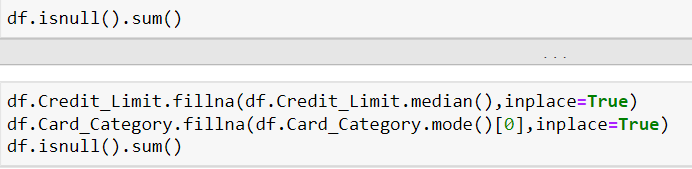 df.isnull().sum()
...
df.Credit_Limit.fillna(df.Credit_Limit.median(),inplace=True)
df.Card_Category.fillna(df.Card_Category.mode()[0],inplace=True)
df.isnull().sum()